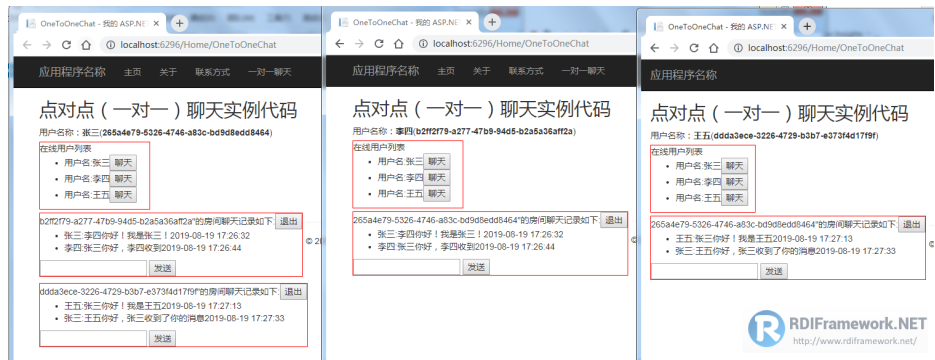 OneToOneChat - 我的 ASP.NE
localhost:6296/Home/OneToOneChat
应用程序名称 主页 关于 联系方式 一对一聊天
点对点（一对一）聊天实例代码
用户名称：张三(265a4e79-5326-4746-a83c-bd9d8edd8464)
在线用户列表
用户名:张三 聊天
用户名:李四 聊天
用户名:王五 聊天
b2ff2f79-a277-47b9-94d5-b2a5a36aff2a"的房间聊天记录如下: 退出
张三:李四你好！我是张三！2019-08-19 17:26:32
李四:张三你好，李四收到2019-08-19 17:26:44
发送
ddda3ece-3226-4729-b3b7-e373f4d17f9f"的房间聊天记录如下: 退出
王五:张三你好！我是王五2019-08-19 17:27:13
张三:王五你好，张三收到了你的消息2019-08-19 17:27:33
发送
© 20
OneToOneChat - 我的 ASP.NE
localhost:6296/Home/OneToOneChat
应用程序名称 主页 关于 联系方式 一对一聊天
点对点（一对一）聊天实例代码
用户名称：李四(b2ff2f79-a277-47b9-94d5-b2a5a36aff2a)
在线用户列表
用户名:张三 聊天
用户名:李四 聊天
用户名:王五 聊天
265a4e79-5326-4746-a83c-bd9d8edd8464"的房间聊天记录如下: 退出
张三:李四你好！我是张三！2019-08-19 17:26:32
李四:张三你好，李四收到2019-08-19 17:26:44
发送
©
OneToOneChat - 我的 ASP.NE
localhost:6296/Home/OneToOneChat
应用程序名称
点对点（一对一）聊天实例代码
用户名称：王五(ddda3ece-3226-4729-b3b7-e373f4d17f9f)
在线用户列表
用户名:张三 聊天
用户名:李四 聊天
用户名:王五 聊天
265a4e79-5326-4746-a83c-bd9d8edd8464"的房间聊天记录如下: 退出
王五:张三你好！我是王五2019-08-19 17:27:13
张三:王五你好，张三收到了你的消息2019-08-19 17:27:33
发送
©
RDIFramework.NET
http://www.rdiframework.net/